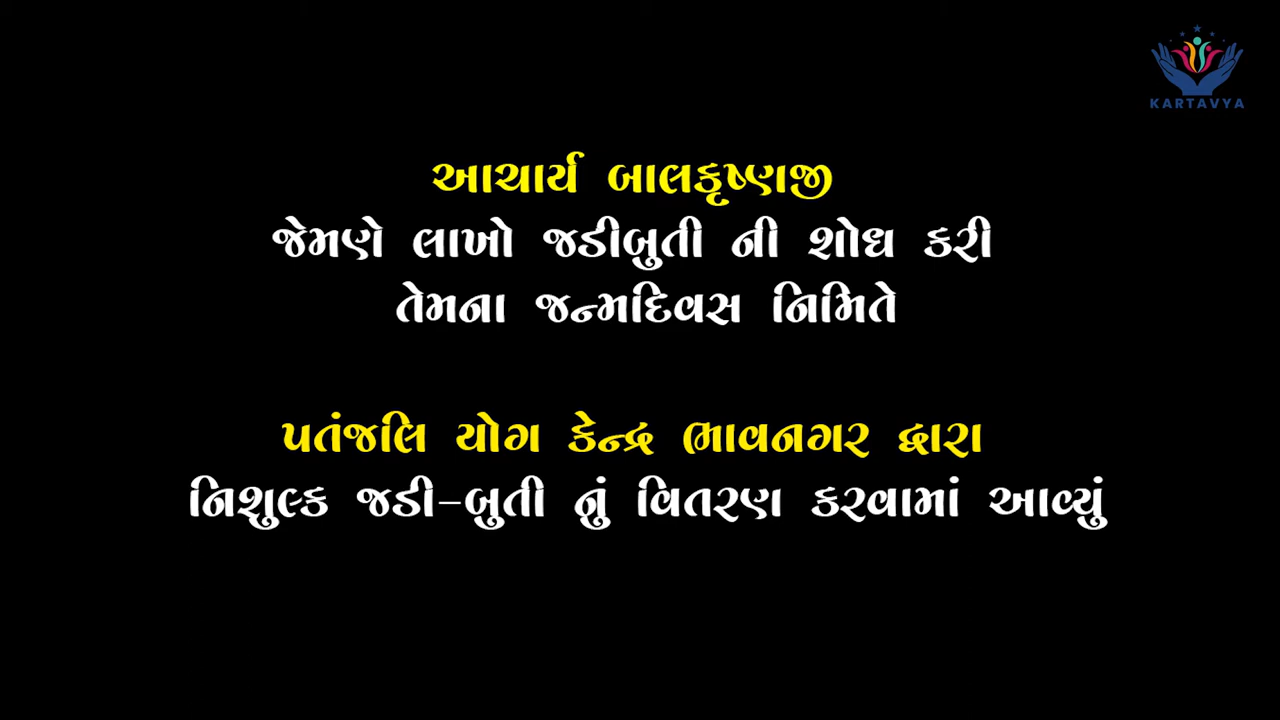 KARTAVYA
આચાર્ય બાલકૃષ્ણજી
જેમણે લાખો જડીબુતી ની શોધ કરી
તેમના જન્મદિવસ નિમિતે
પતંજલિ યોગ કેન્દ્ર ભાવનગર દ્વારા
નિશુલ્ક જડી-બુતી નું વિતરણ કરવામાં આવ્યું